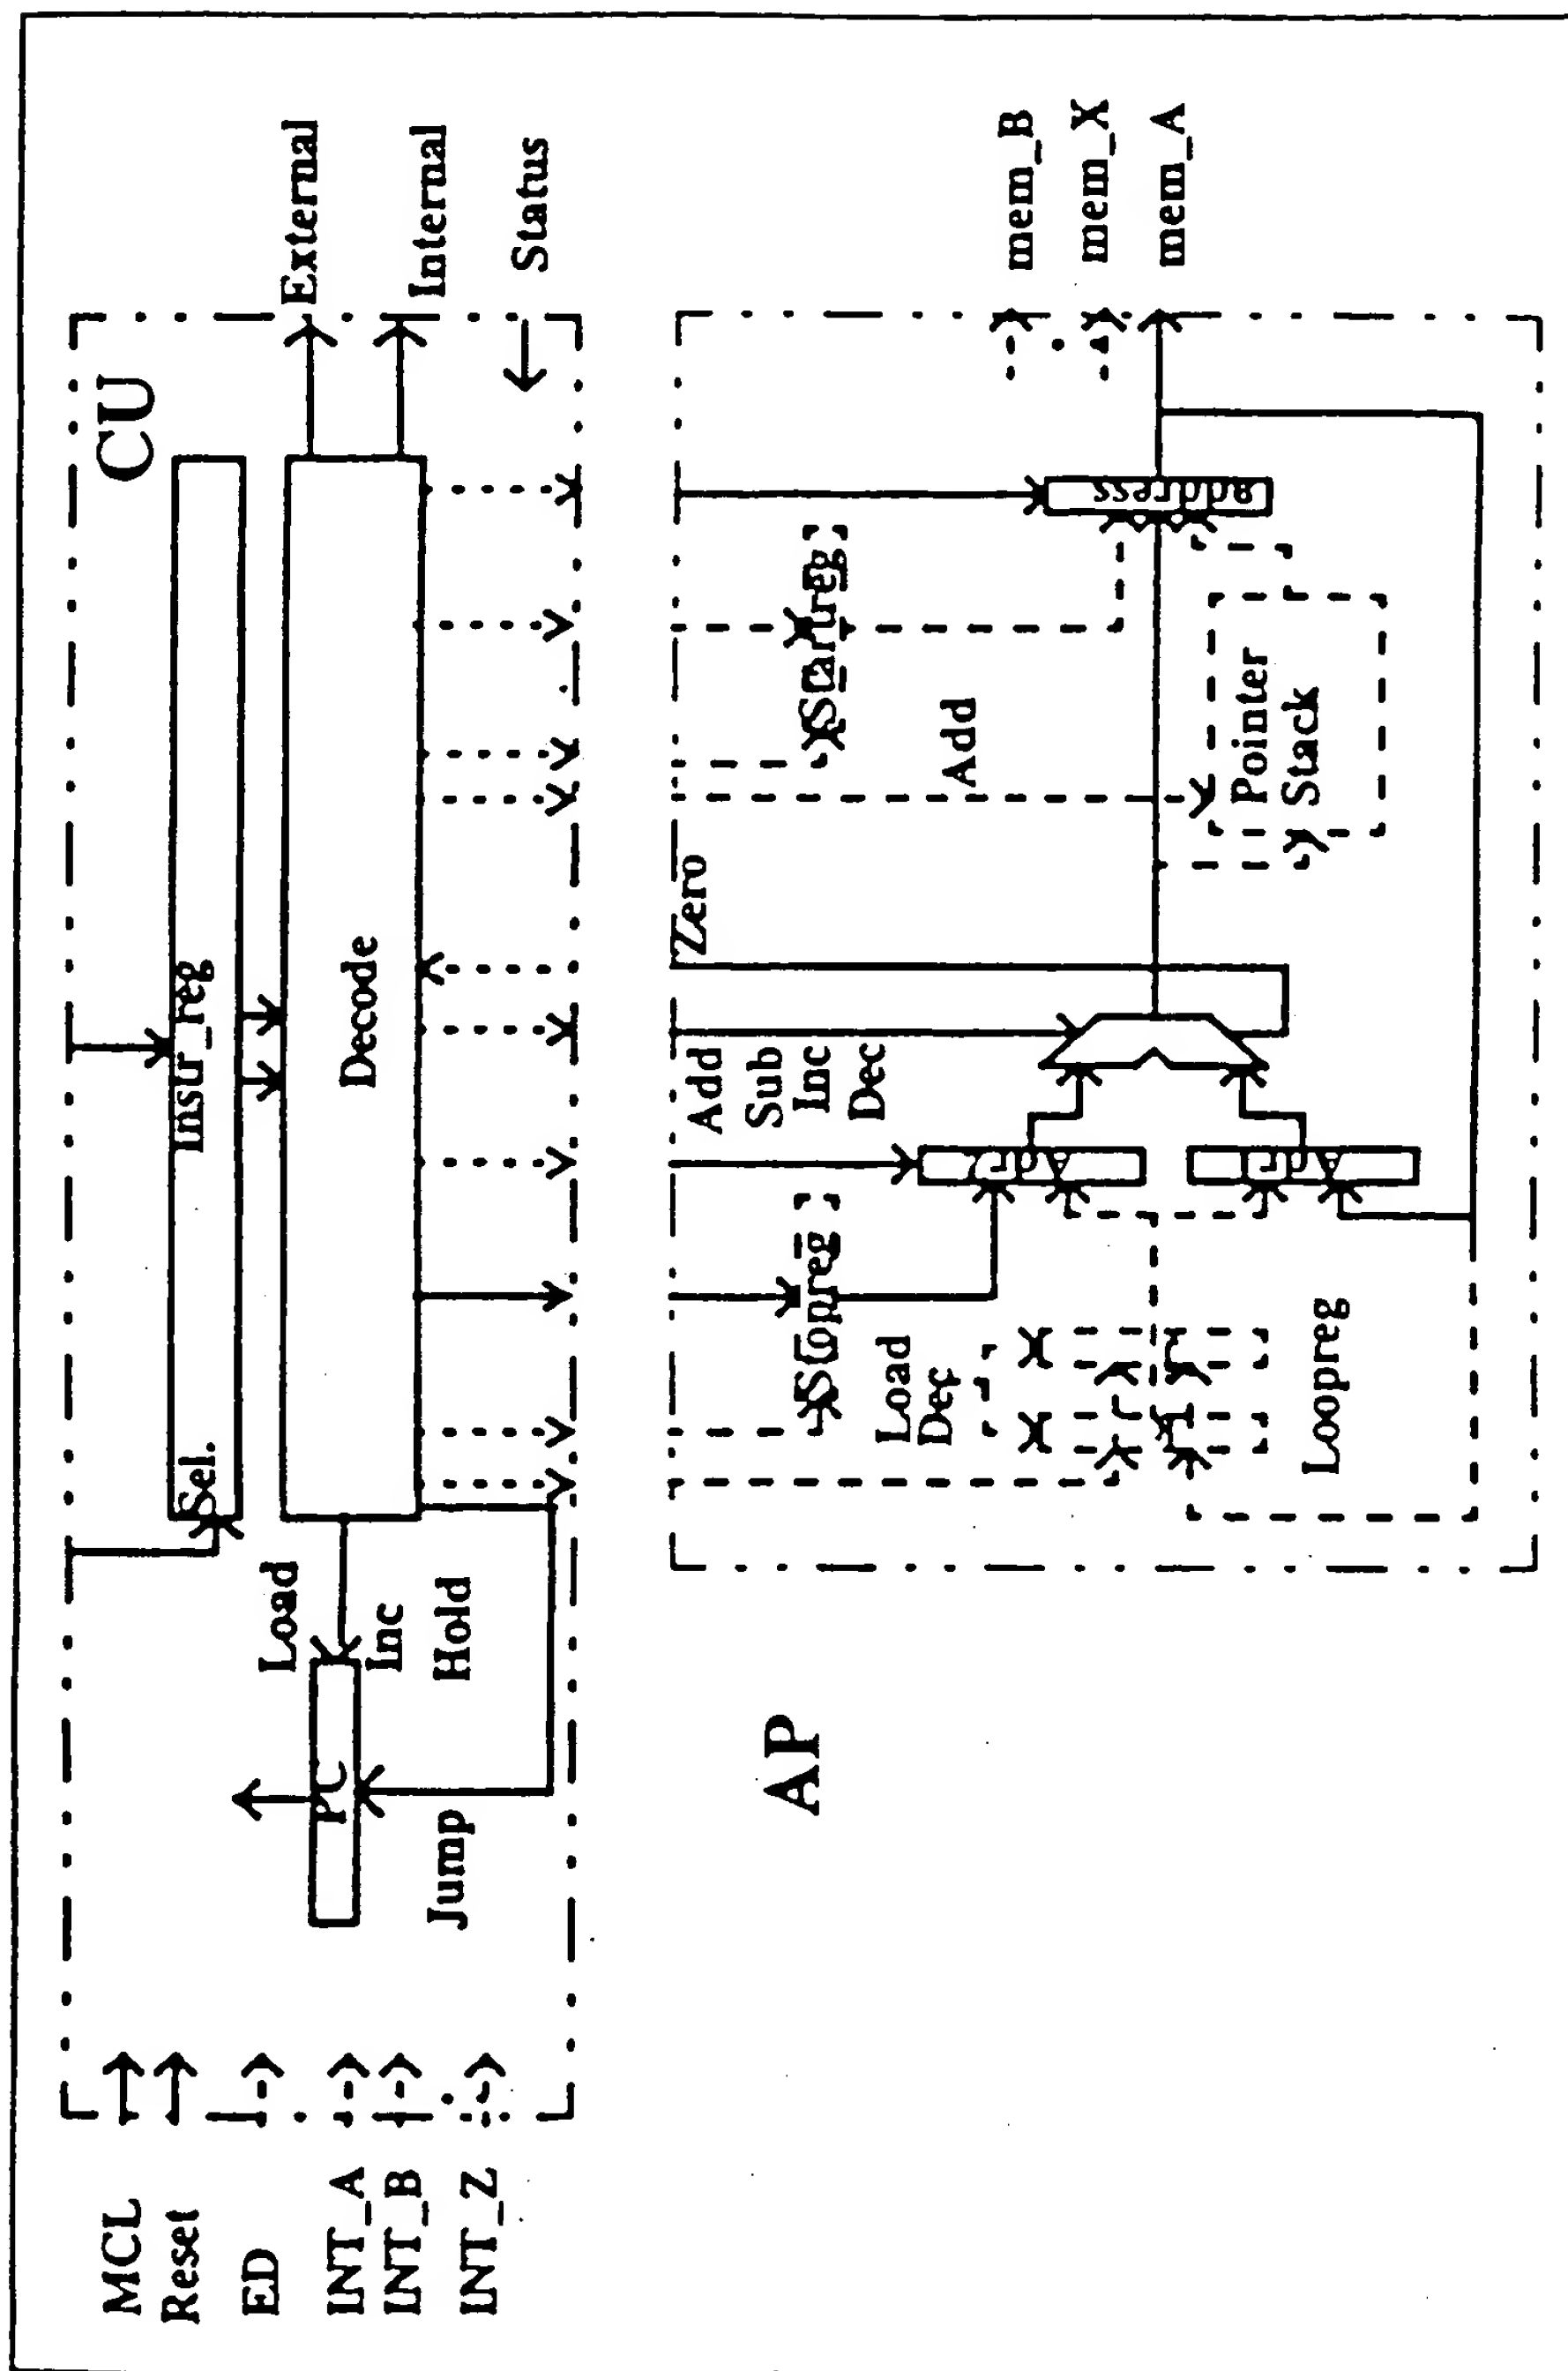 MCL
Reset
ED
INT_A
INT_B
INT_Z
CU
Sel.
Instr_reg
Decode
PC
Load
Inc
Hold
Jump
External
Internal
Status
AP
Zero
Add
Sub
Inc
Dec
Stopreg
Startreg
Add
Load
Dec
Loopreg
Pointer
Stack
address
mem_B
mem_X
mem_A